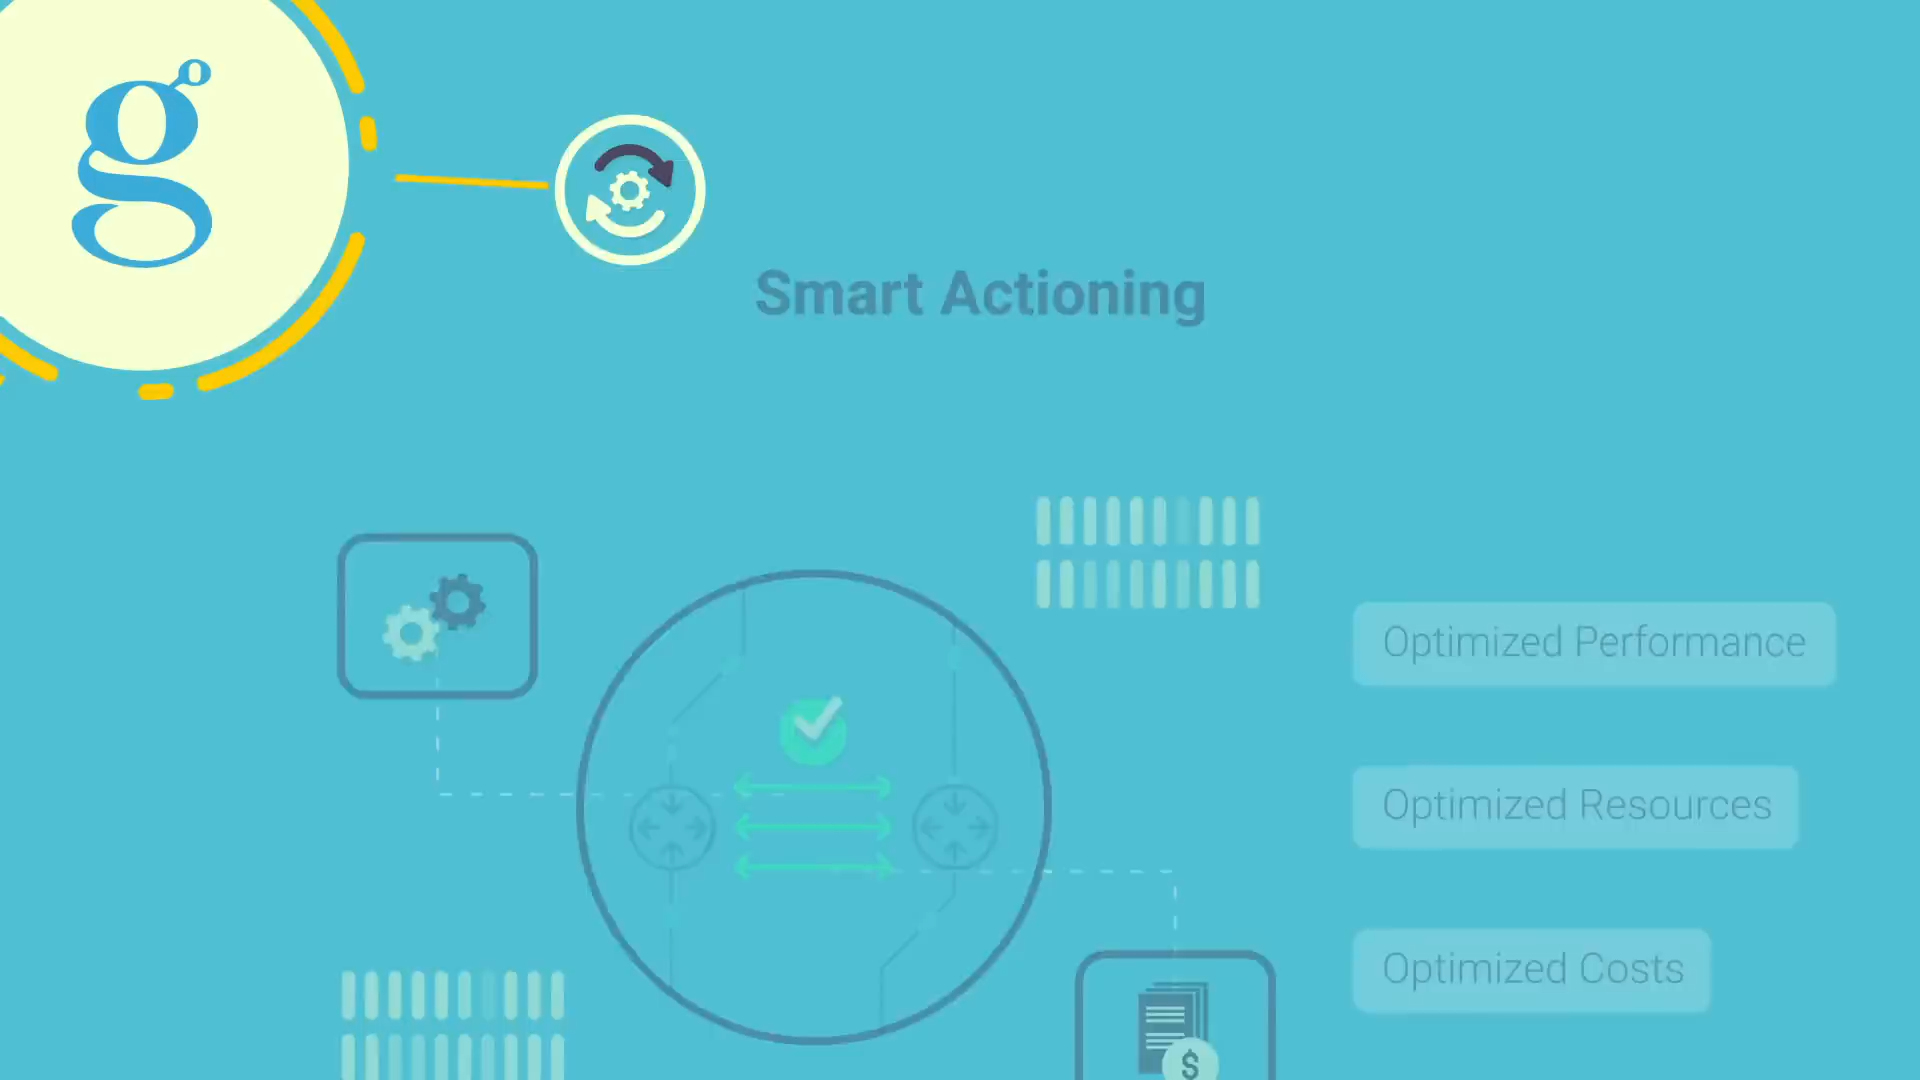 g
Smart Actioning
Optimized Performance
Optimized Resources
Optimized Costs
$